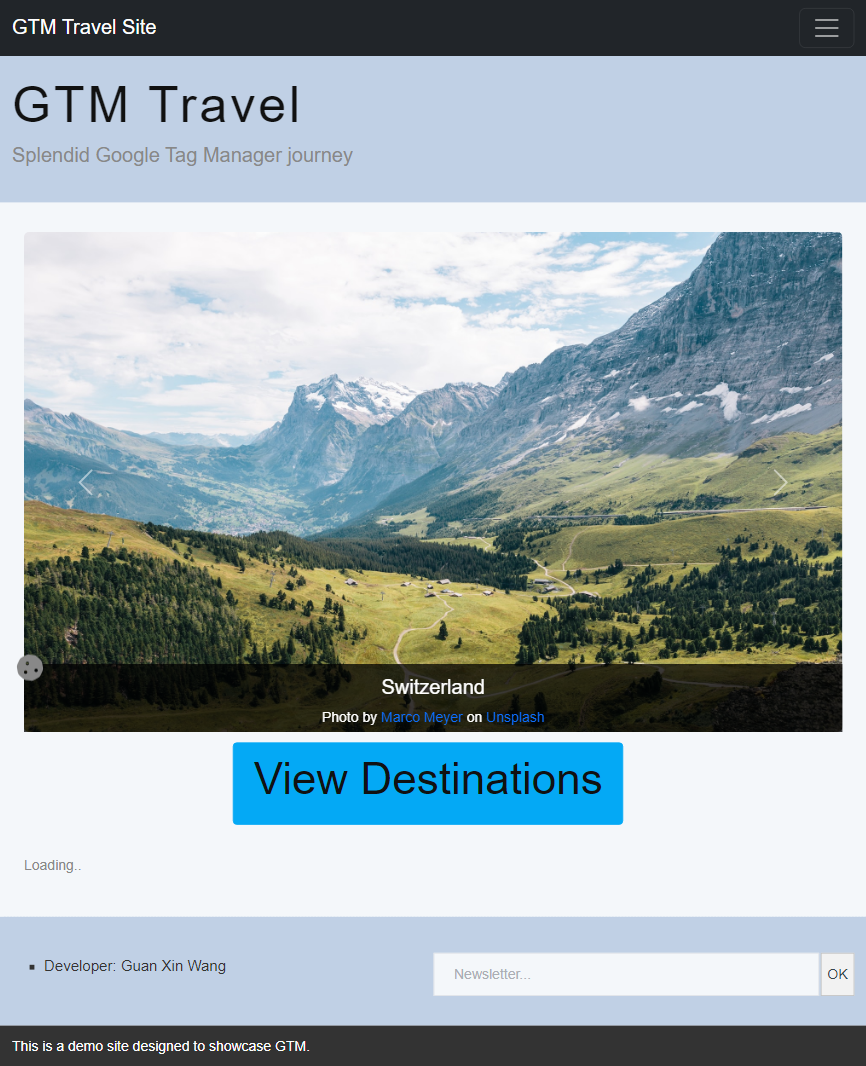 GTM Travel Site
GTM Travel
Splendid Google Tag Manager journey
Switzerland
Photo by Marco Meyer on Unsplash
View Destinations
Loading..
Developer: Guan Xin Wang
Newsletter...
OK
This is a demo site designed to showcase GTM.